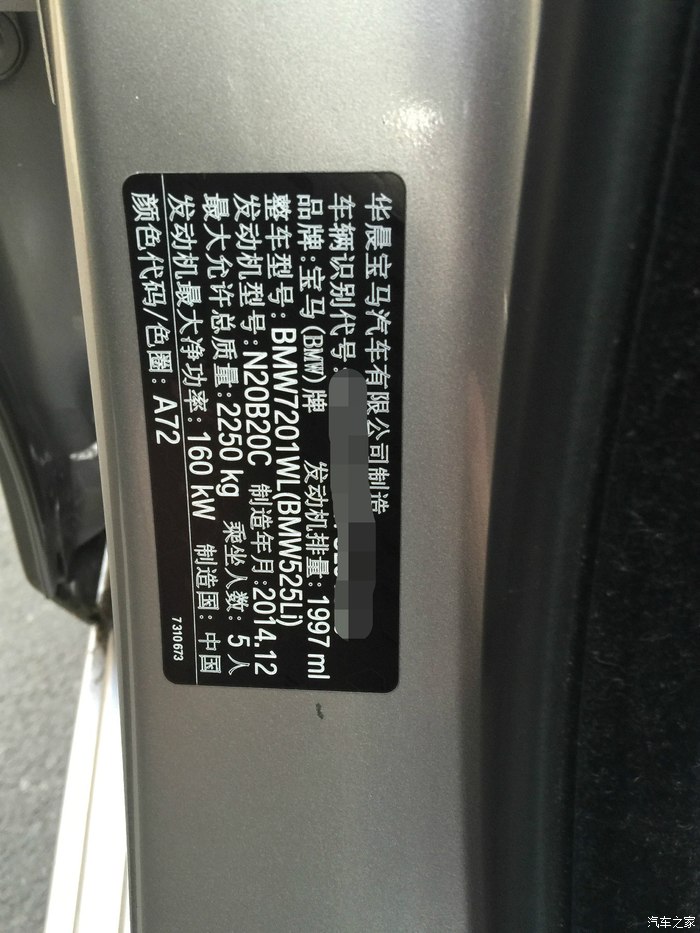 华晨宝马汽车有限公司制造
车辆识别代号:
品牌:宝马(BMW)牌 发动机排量:1997 ml
整车型号:BMW7201WL(BMW525Li)
发动机型号:N20B20C 制造年月:2014.12
最大允许总质量:2250 kg 乘坐人数:5人
发动机最大净功率:160 kW 制造国:中国
颜色代码/色圈:A72
7 310 673
汽车之家